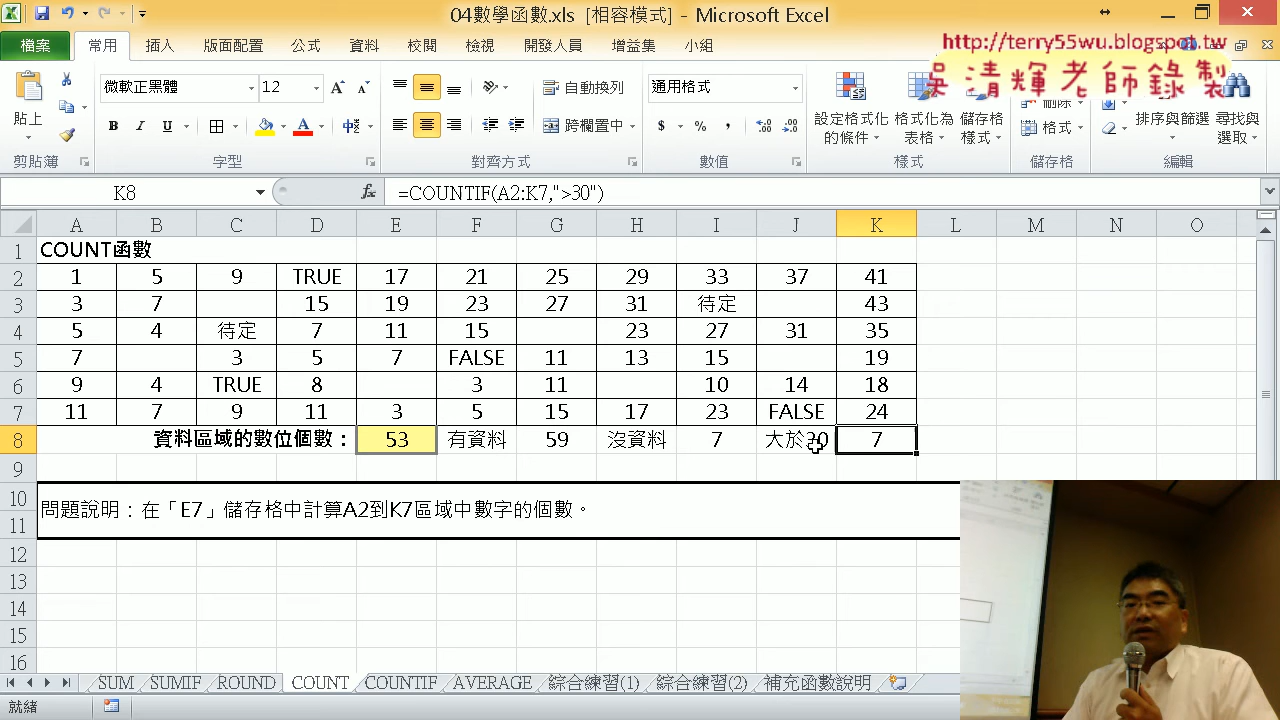 04數學函數.xls [相容模式] - Microsoft Excel
http://terry55wu.blogspot.tw
吳清輝老師錄製
檔案 常用 插入 版面配置 公式 資料 校閱 檢視 開發人員 增益集 小組
貼上 微軟正黑體 12 自動換列 通用格式 刪除
B I U 跨欄置中 $ % , 設定格式化的條件 格式化為表格 儲存格樣式 格式 排序與篩選 尋找與選取
剪貼簿 字型 對齊方式 數值 樣式 儲存格 編輯
K8 fx =COUNTIF(A2:K7,">30")
A B C D E F G H I J K L M N O
1 COUNT函數
2 1 5 9 TRUE 17 21 25 29 33 37 41
3 3 7 15 19 23 27 31 待定 43
4 5 4 待定 7 11 15 23 27 31 35
5 7 3 5 7 FALSE 11 13 15 19
6 9 4 TRUE 8 3 11 10 14 18
7 11 7 9 11 3 5 15 17 23 FALSE 24
8 資料區域的數位個數： 53 有資料 59 沒資料 7 大於30 7
9
10 問題說明：在「E7」儲存格中計算A2到K7區域中數字的個數。
11
12
13
14
15
16
SUM SUMIF ROUND COUNT COUNTIF AVERAGE 綜合練習(1) 綜合練習(2) 補充函數說明
就緒